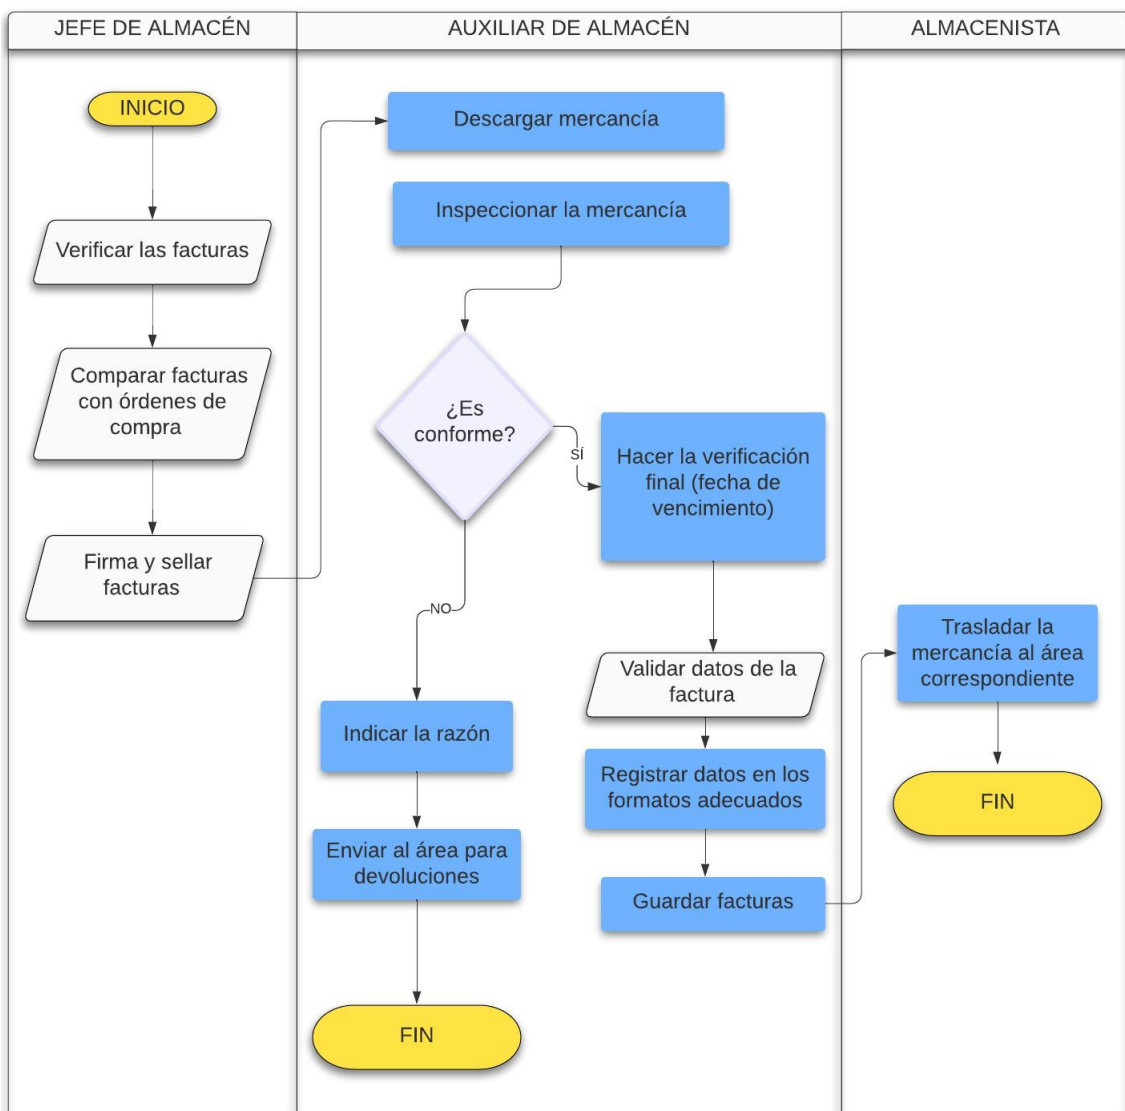 JEFE DE ALMACÉN
AUXILIAR DE ALMACÉN
ALMACENISTA
INICIO
Verificar las facturas
Comparar facturas
con órdenes de
compra
Firma y sellar
facturas
Descargar mercancía
Inspeccionar la mercancía
¿Es
conforme?
SÍ
Hacer la verificación
final (fecha de
vencimiento)
NO
Indicar la razón
Enviar al área para
devoluciones
FIN
Validar datos de la
factura
Registrar datos en los
formatos adecuados
Guardar facturas
Trasladar la
mercancía al área
correspondiente
FIN